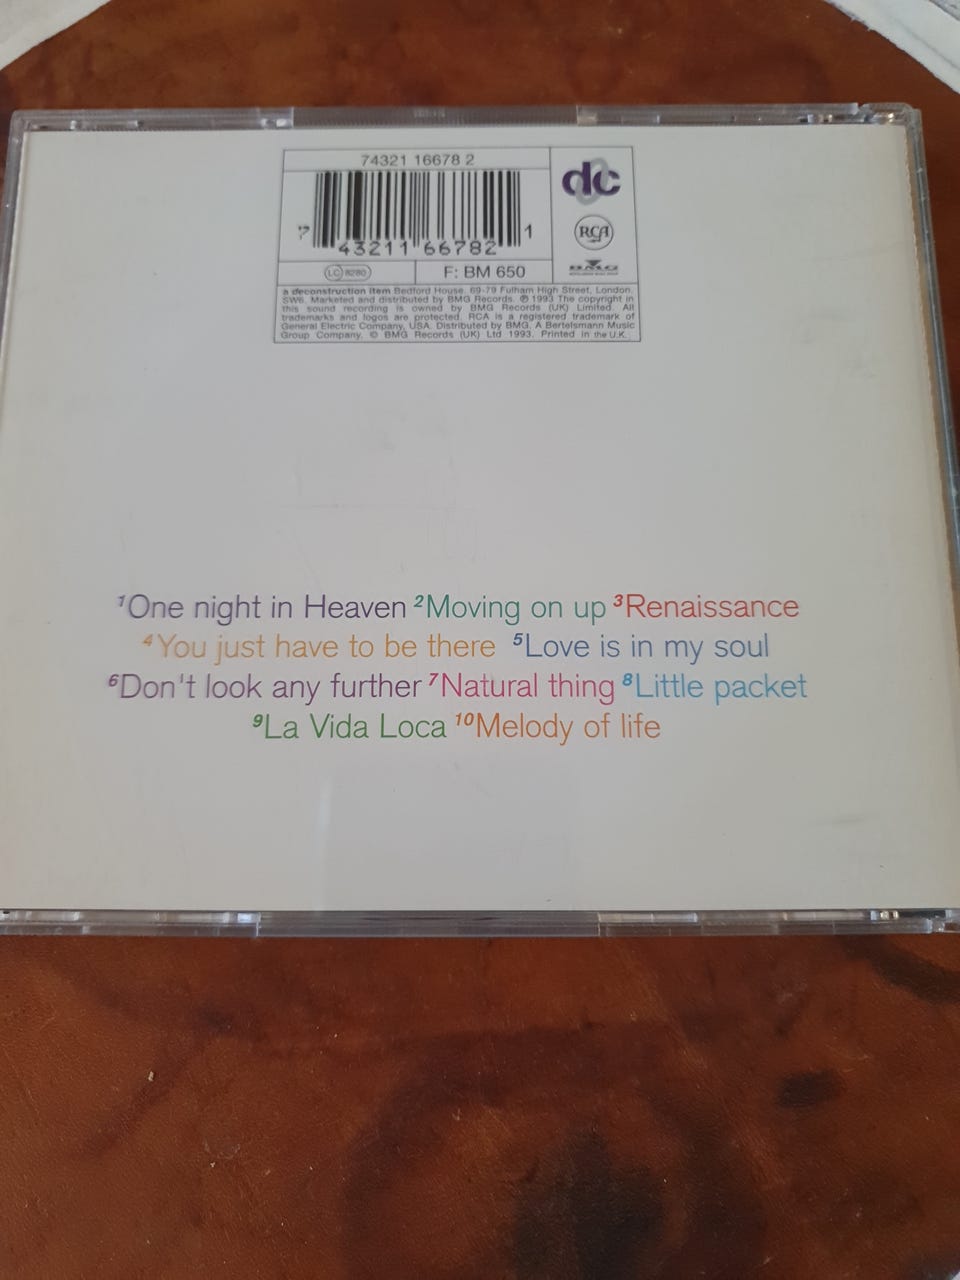 74321 16678 2
7 43211 66782 1
dc
RCA
BMG
LC 8280
F: BM 650
a deconstruction item Bedford House. 69-79 Fulham High Street, London.
SW6. Marketed and distributed by BMG Records. ℗ 1993 The copyright in
this sound recording is owned by BMG Records (UK) Limited. All
trademarks and logos are protected. RCA is a registered trademark of
General Electric Company, USA. Distributed by BMG. A Bertelsmann Music
Group Company. © BMG Records (UK) Ltd 1993. Printed in the U.K.
1One night in Heaven 2Moving on up 3Renaissance
4You just have to be there 5Love is in my soul
6Don't look any further 7Natural thing 8Little packet
9La Vida Loca 10Melody of life